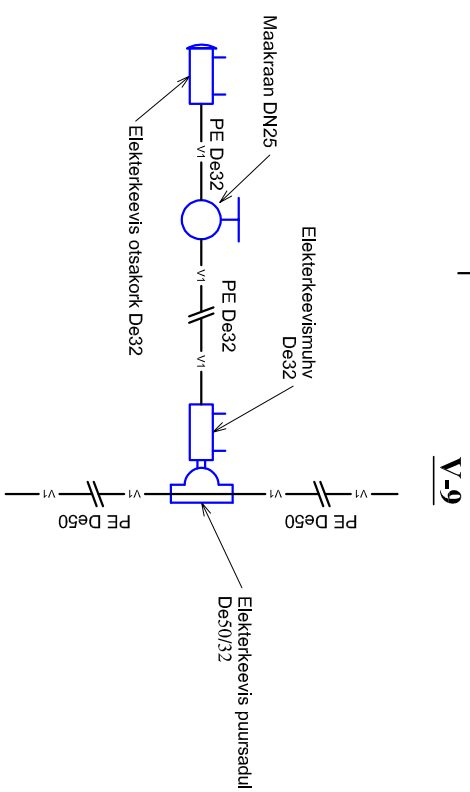 V-9
Maakraan DN25
Elekterkeevismuhv
De32
Elekterkeevis puursadul
De50/32
PE De32
PE De32
V1
V1
V1
Elekterkeevis otsakork De32
V1
V1
V1
V1
PE De50
PE De50